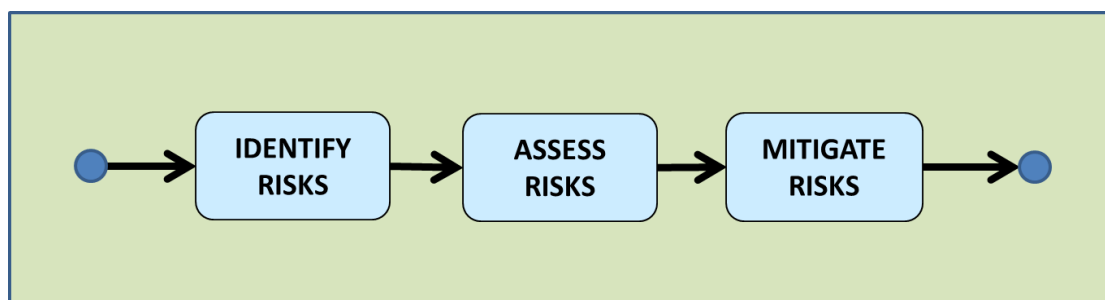 IDENTIFY
RISKS
ASSESS
RISKS
MITIGATE
RISKS